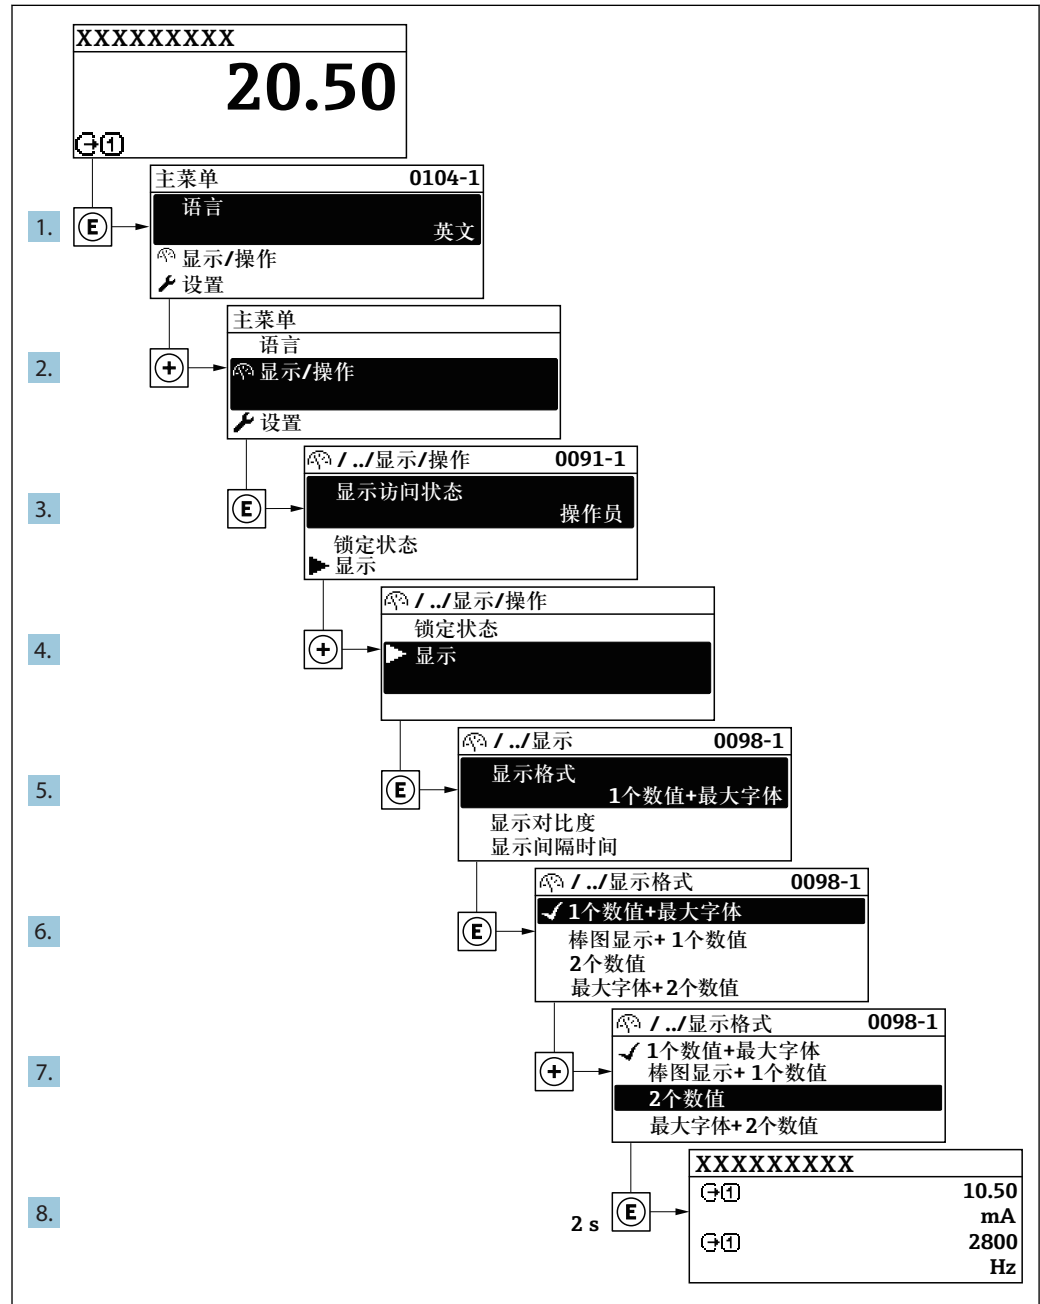 XXXXXXXXX
20.50
1
主菜单 0104-1
语言
英文
1. E
显示/操作
设置
主菜单
语言
2. + 显示/操作
设置
/ ../显示/操作 0091-1
显示访问状态
3. E 操作员
锁定状态
显示
/ ../显示/操作
锁定状态
4. + 显示
/ ../显示 0098-1
显示格式
5. E 1个数值+最大字体
显示对比度
显示间隔时间
/ ../显示格式 0098-1
1个数值+最大字体
6. E 棒图显示+ 1个数值
2个数值
最大字体+2个数值
/ ../显示格式 0098-1
1个数值+最大字体
7. + 棒图显示+ 1个数值
2个数值
最大字体+2个数值
XXXXXXXXX
1 10.50
8. 2 s E mA
1 2800
Hz